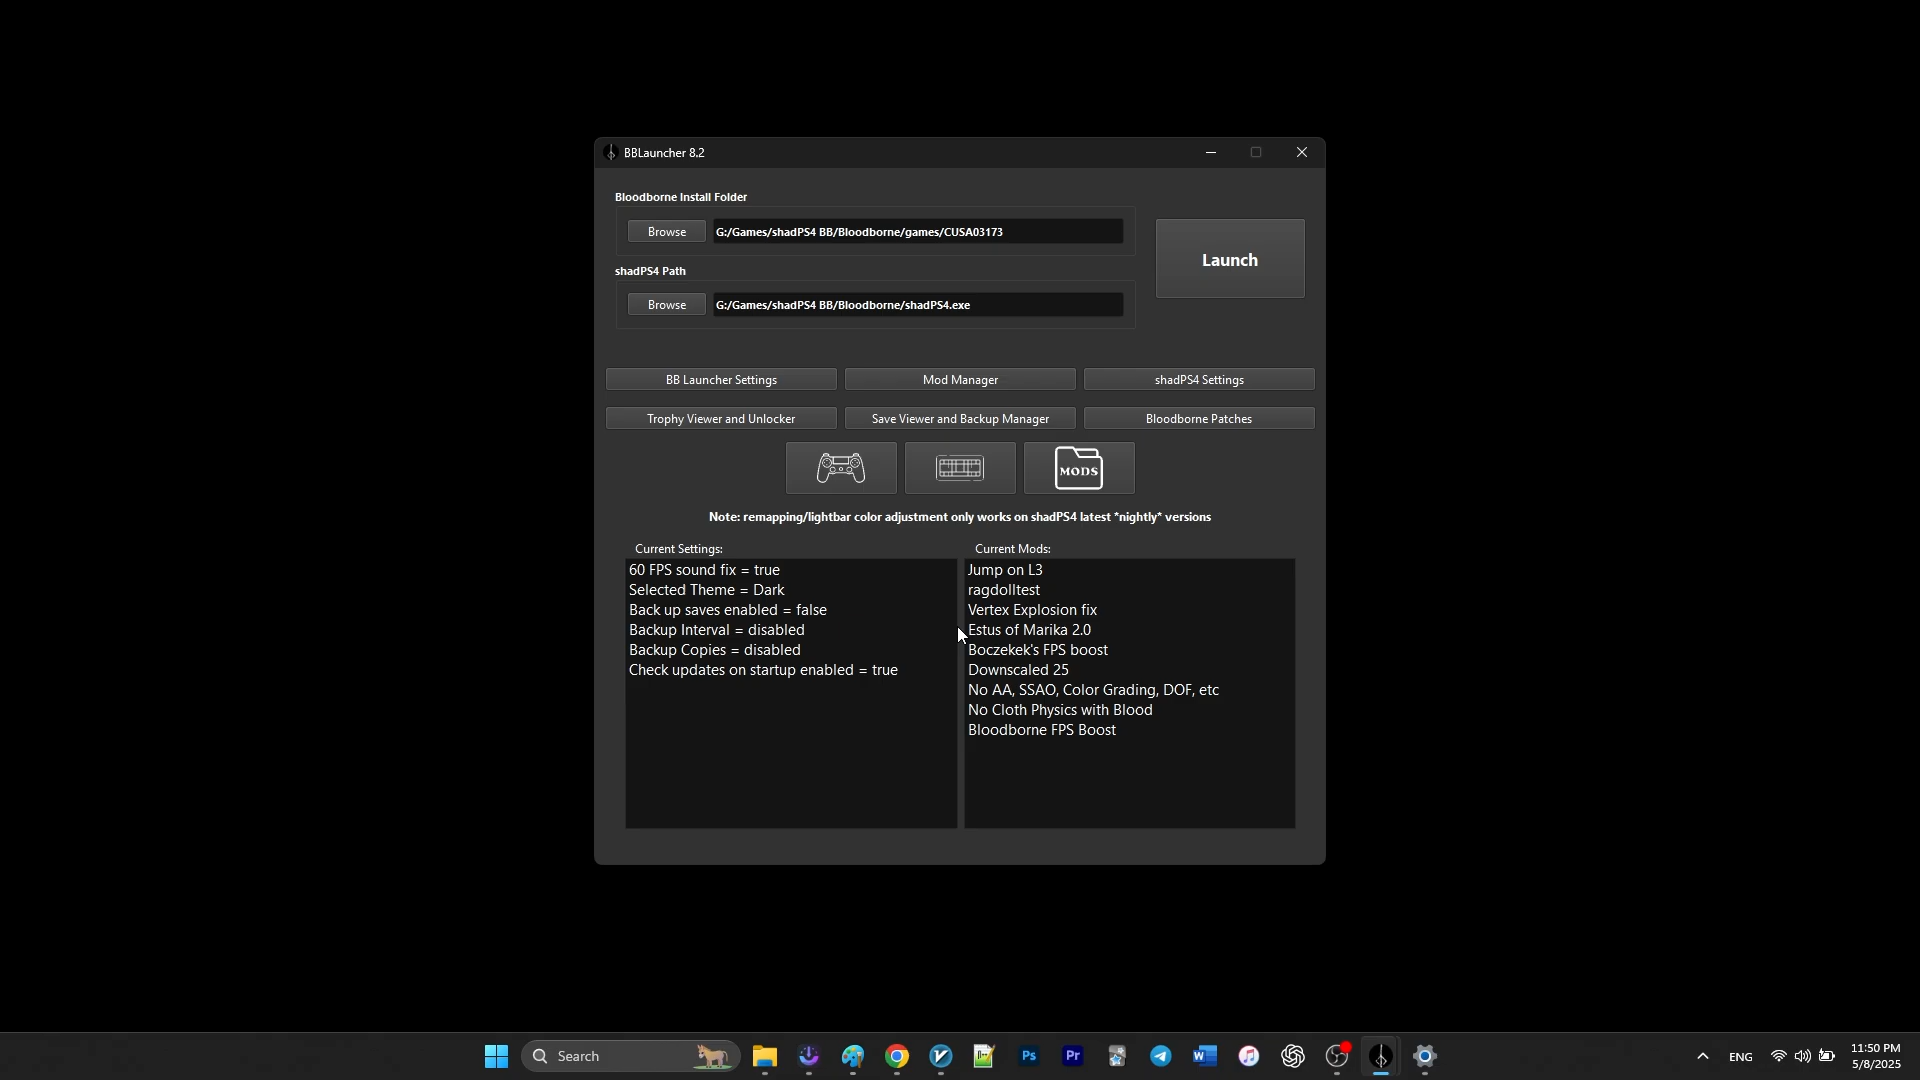 BBLauncher 8.2
Bloodborne Install Folder
Browse
G:/Games/shadPS4 BB/Bloodborne/games/CUSA03173
Launch
shadPS4 Path
Browse
G:/Games/shadPS4 BB/Bloodborne/shadPS4.exe
BB Launcher Settings
Mod Manager
shadPS4 Settings
Trophy Viewer and Unlocker
Save Viewer and Backup Manager
Bloodborne Patches
MODS
Note: remapping/lightbar color adjustment only works on shadPS4 latest *nightly* versions
Current Settings:
60 FPS sound fix = true
Selected Theme = Dark
Back up saves enabled = false
Backup Interval = disabled
Backup Copies = disabled
Check updates on startup enabled = true
Current Mods:
Jump on L3
ragdolltest
Vertex Explosion fix
Estus of Marika 2.0
Boczekek's FPS boost
Downscaled 25
No AA, SSAO, Color Grading, DOF, etc
No Cloth Physics with Blood
Bloodborne FPS Boost
Search
Ps
Pr
W
ENG
11:50 PM
5/8/2025